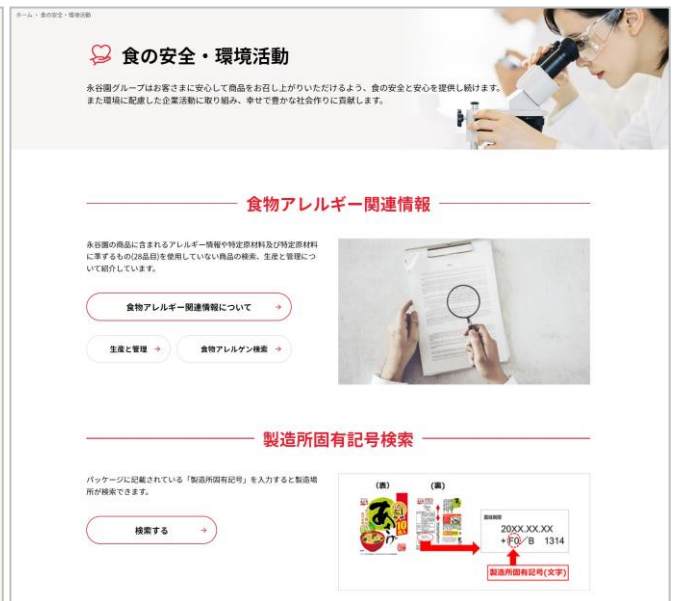 ホーム › 食の安全・環境活動
食の安全・環境活動
永谷園グループはお客さまに安心して商品をお召し上がりいただけるよう、食の安全と安心を提供し続けます。
また環境に配慮した企業活動に取り組み、幸せで豊かな社会作りに貢献します。
食物アレルギー関連情報
永谷園の商品に含まれるアレルギー情報や特定原材料及び特定原材料
に準ずるもの(28品目)を使用していない商品の検索、生産と管理につ
いて紹介しています。
食物アレルギー関連情報について →
生産と管理 →
食物アレルゲン検索 →
製造所固有記号検索
パッケージに記載されている「製造所固有記号」を入力すると製造場
所が検索できます。
検索する →
(表)
(裏)
あさげ
10
賞味期限
20XX.XX.XX
+F0/B 1314
製造所固有記号(文字)